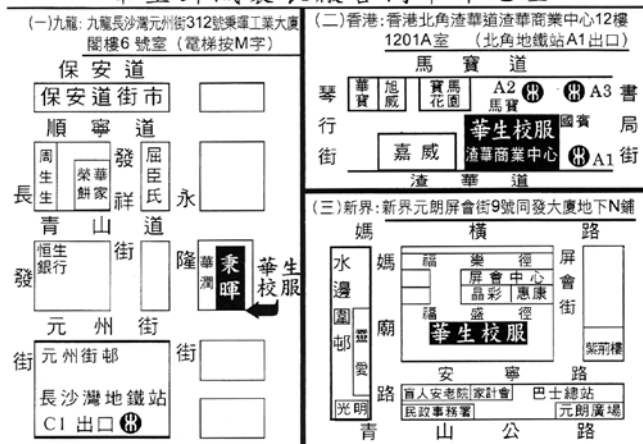 (一)九龍: 九龍長沙灣元州街312號秉暉工業大廈
閣樓6 號室 (電梯按M字)
保安道
保安道街市
順寧道
周生生
榮華餅家
發祥街
屈臣氏
長發街
青山道
永隆街
恒生銀行
華潤
秉暉
華生校服
元州街
元州街邨
長沙灣地鐵站
C1 出口
(二)香港: 香港北角渣華道渣華商業中心12樓
1201A室 (北角地鐵站A1出口)
馬寶道
琴行街
華寶
旭威
寶馬花園
A2
馬寶
A3
書局街
嘉威
華生校服
渣華商業中心
國賓
A1
渣華道
(三)新界: 新界元朗屏會街9號同發大廈地下N鋪
媽橫路
水邊圍邨
靈愛
光明
媽廟路
福樂徑
屏會中心
晶彩
惠康
福盛徑
華生校服
屏會街
紫荊樓
安寧路
盲人安老院
家計會
巴士總站
民政事務署
元朗廣場
青山公路